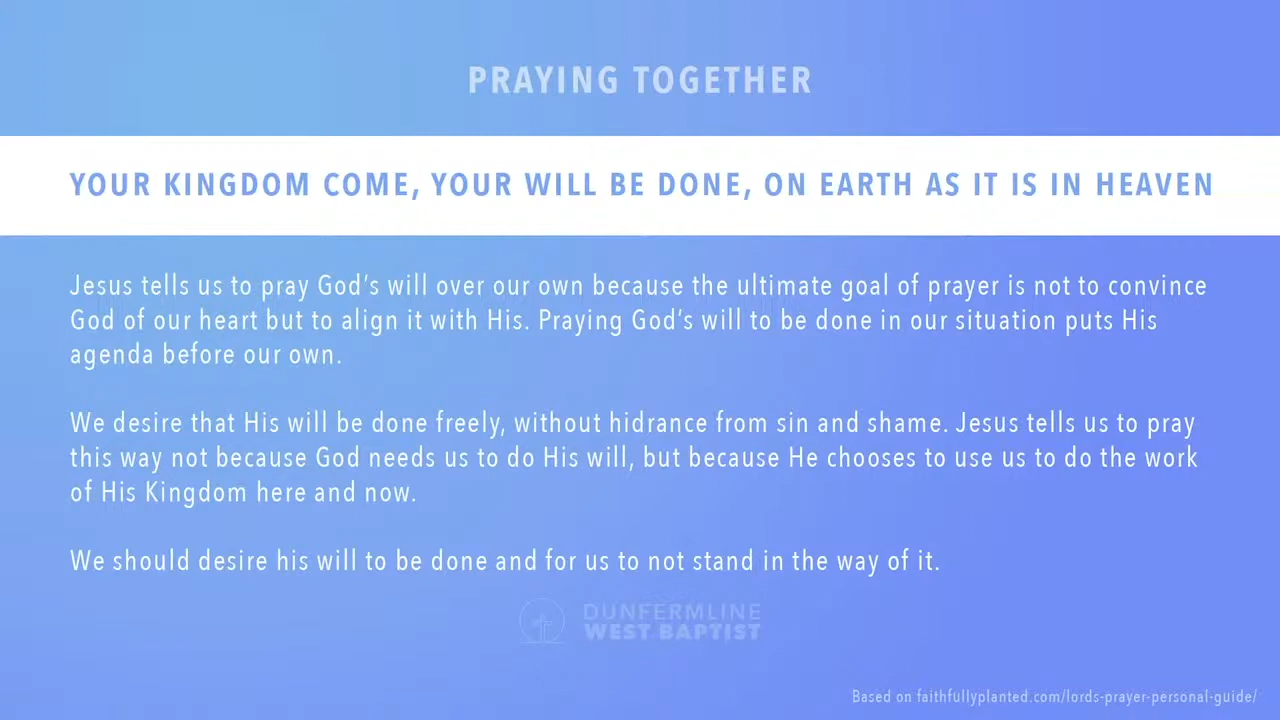 PRAYING TOGETHER
YOUR KINGDOM COME, YOUR WILL BE DONE, ON EARTH AS IT IS IN HEAVEN
Jesus tells us to pray God's will over our own because the ultimate goal of prayer is not to convince
God of our heart but to align it with His. Praying God's will to be done in our situation puts His
agenda before our own.
We desire that His will be done freely, without hidrance from sin and shame. Jesus tells us to pray
this way not because God needs us to do His will, but because He chooses to use us to do the work
of His Kingdom here and now.
We should desire his will to be done and for us to not stand in the way of it.
DUNFERMLINE
WEST BAPTIST
Based on faithfullyplanted.com/lords-prayer-personal-guide/